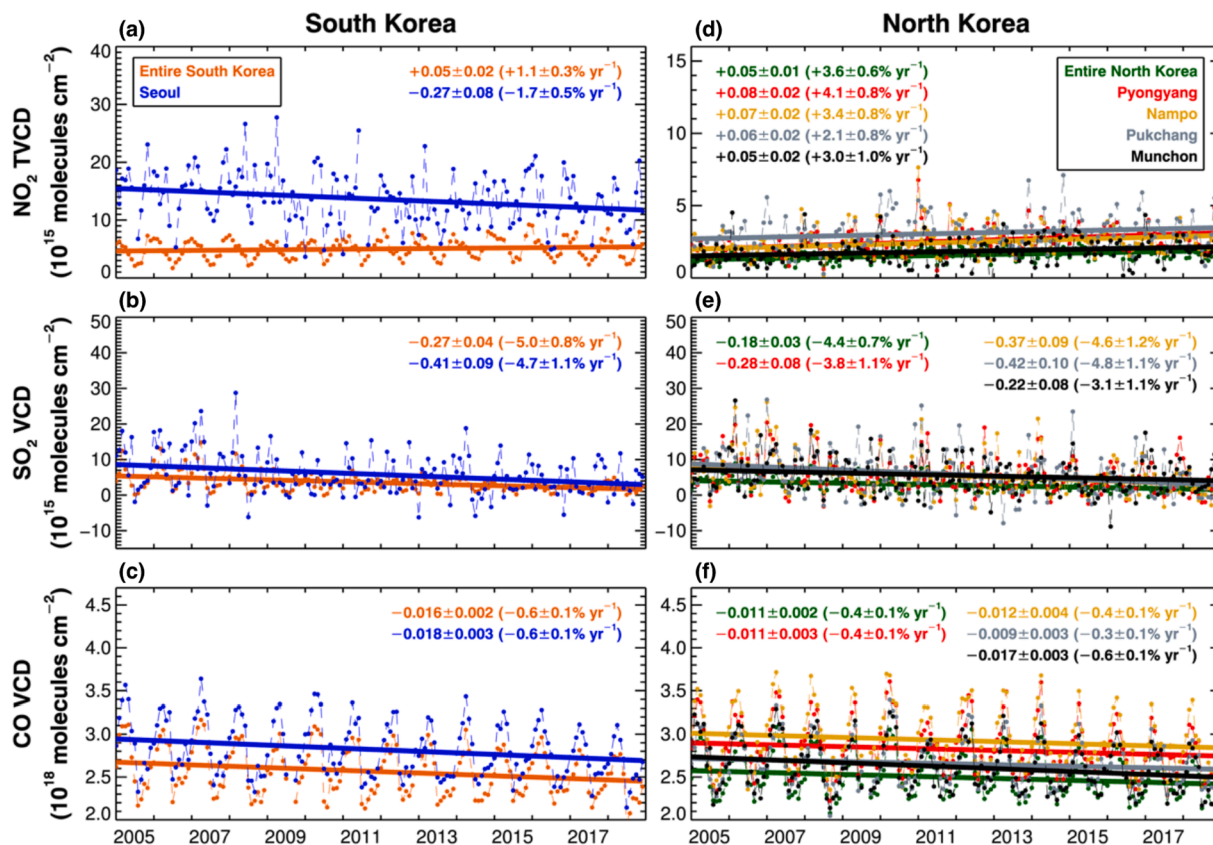 South Korea
North Korea
(a)
(d)
NO2 TVCD
(10^15 molecules cm^-2)
40
30
20
10
0
Entire South Korea
Seoul
+0.05±0.02 (+1.1±0.3% yr^-1)
−0.27±0.08 (−1.7±0.5% yr^-1)
15
10
5
0
+0.05±0.01 (+3.6±0.6% yr^-1)
+0.08±0.02 (+4.1±0.8% yr^-1)
+0.07±0.02 (+3.4±0.8% yr^-1)
+0.06±0.02 (+2.1±0.8% yr^-1)
+0.05±0.02 (+3.0±1.0% yr^-1)
Entire North Korea
Pyongyang
Nampo
Pukchang
Munchon
(b)
(e)
SO2 VCD
(10^15 molecules cm^-2)
50
40
30
20
10
0
−10
−0.27±0.04 (−5.0±0.8% yr^-1)
−0.41±0.09 (−4.7±1.1% yr^-1)
50
40
30
20
10
0
−10
−0.18±0.03 (−4.4±0.7% yr^-1)
−0.28±0.08 (−3.8±1.1% yr^-1)
−0.37±0.09 (−4.6±1.2% yr^-1)
−0.42±0.10 (−4.8±1.1% yr^-1)
−0.22±0.08 (−3.1±1.1% yr^-1)
(c)
(f)
CO VCD
(10^18 molecules cm^-2)
4.5
4.0
3.5
3.0
2.5
2.0
−0.016±0.002 (−0.6±0.1% yr^-1)
−0.018±0.003 (−0.6±0.1% yr^-1)
4.5
4.0
3.5
3.0
2.5
2.0
−0.011±0.002 (−0.4±0.1% yr^-1)
−0.011±0.003 (−0.4±0.1% yr^-1)
−0.012±0.004 (−0.4±0.1% yr^-1)
−0.009±0.003 (−0.3±0.1% yr^-1)
−0.017±0.003 (−0.6±0.1% yr^-1)
2005 2007 2009 2011 2013 2015 2017
2005 2007 2009 2011 2013 2015 2017